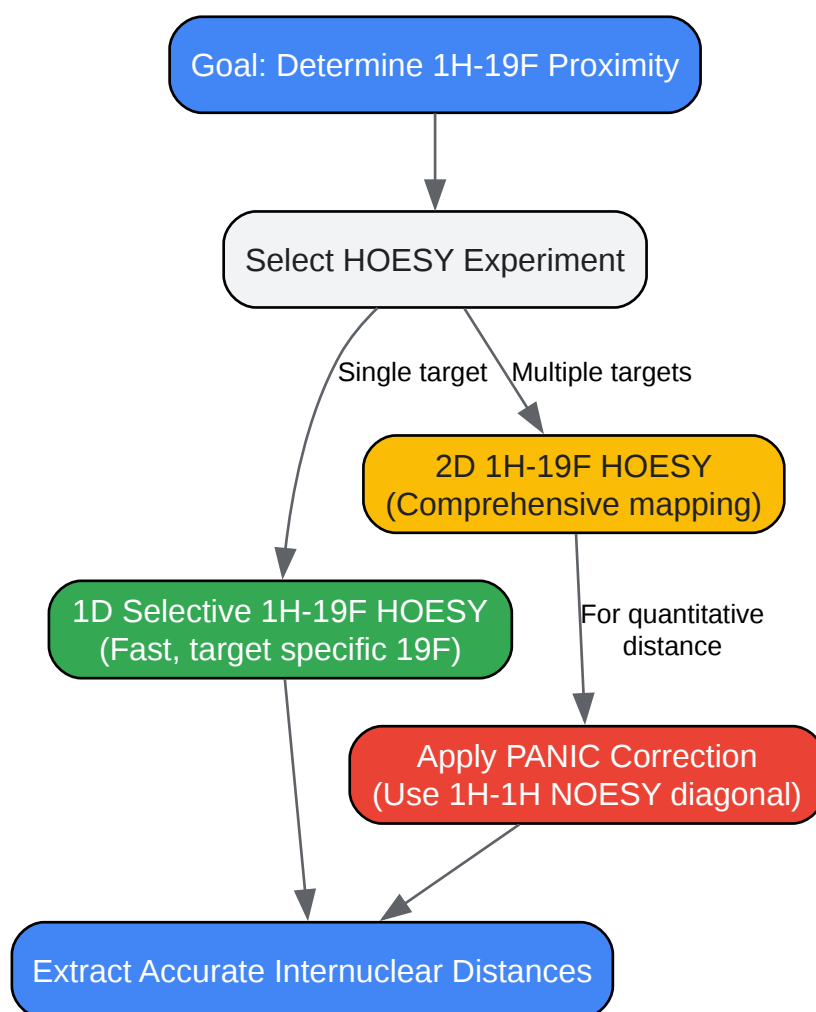 Goal: Determine 1H-19F Proximity
Select HOESY Experiment
Single target
Multiple targets
2D 1H-19F HOESY
(Comprehensive mapping)
1D Selective 1H-19F HOESY
(Fast, target specific 19F)
For quantitative
distance
Apply PANIC Correction
(Use 1H-1H NOESY diagonal)
Extract Accurate Internuclear Distances